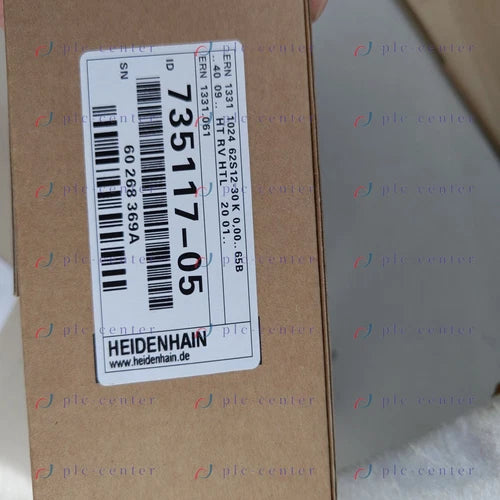 ERN 1331 1024 62S12-30 K 0,00.. 65B
.. 40 09 .. HT RV HTL 20 01..
ERN 1331.061
ID 735117-05
SN 60 268 369A
HEIDENHAIN
www.heidenhain.de
plc-center